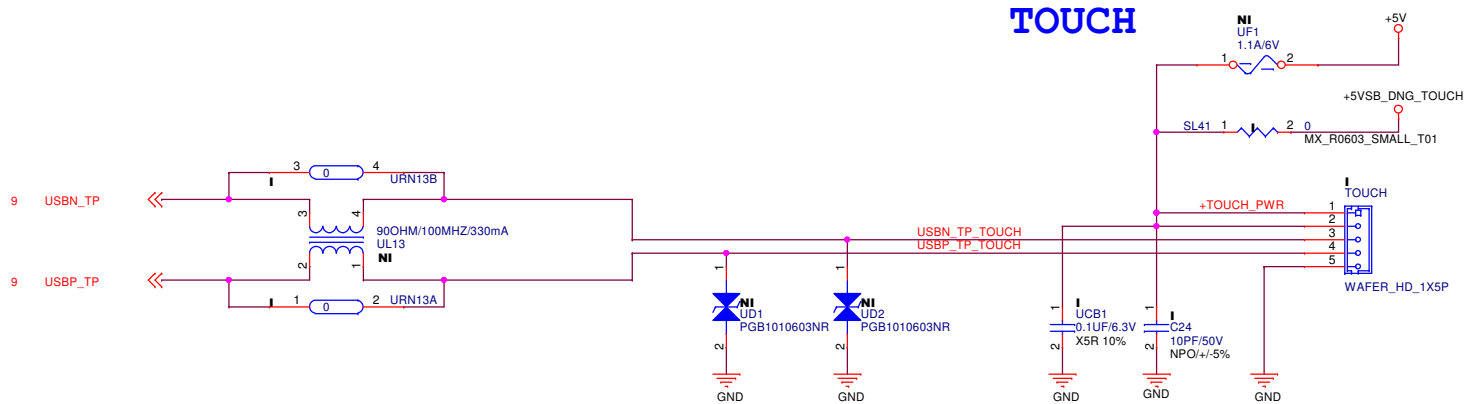 TOUCH
NI
UF1
1.1A/6V
1
2
+5V
+5VSB_DNG_TOUCH
SL41
1
I
2
0
MX_R0603_SMALL_T01
3
0
4
I
URN13B
9
USBN_TP
3
4
90OHM/100MHZ/330mA
UL13
NI
2
1
9
USBP_TP
I
1
0
2
URN13A
I
TOUCH
+TOUCH_PWR
1
2
USBN_TP_TOUCH
3
USBP_TP_TOUCH
4
5
WAFER_HD_1X5P
1
NI
UD1
PGB1010603NR
2
GND
1
NI
UD2
PGB1010603NR
2
GND
1
I
UCB1
0.1UF/6.3V
X5R 10%
2
GND
1
I
C24
10PF/50V
NPO/+/-5%
2
GND
GND